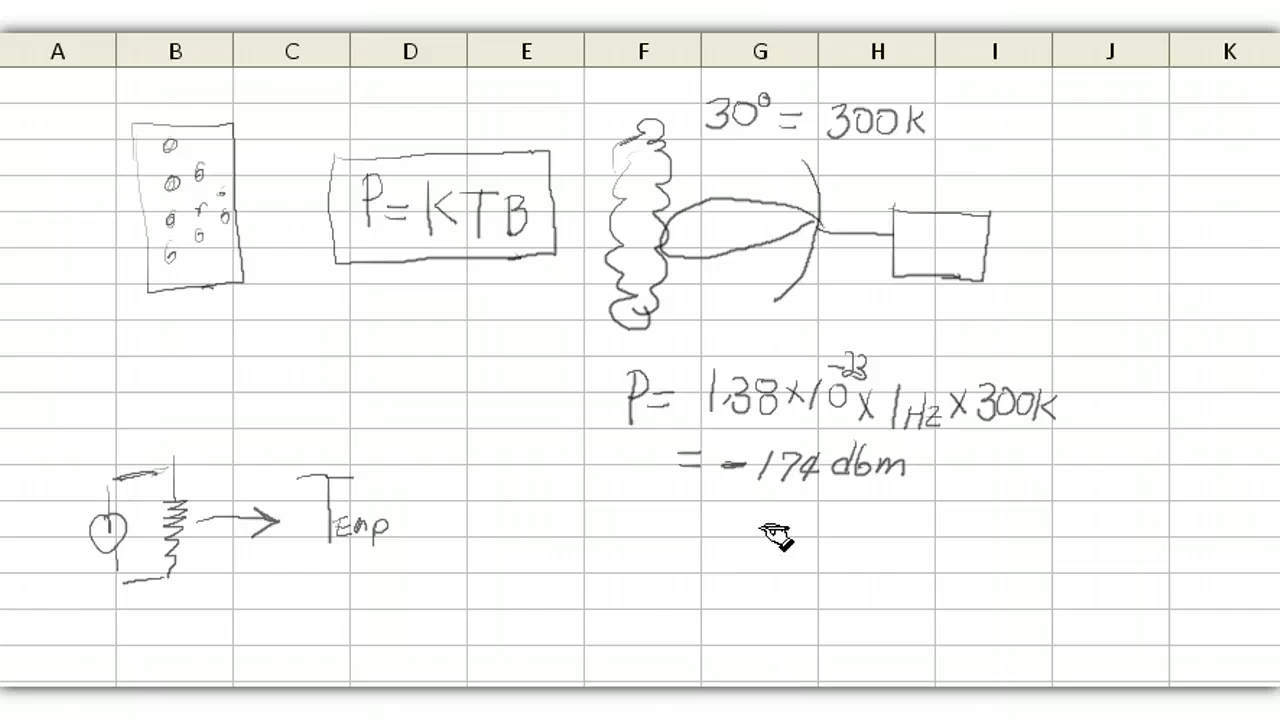 A B C D E F G H I J K
30° = 300k
P = KTB
P = 1.38 × 10⁻²³ × 1Hz × 300k
= -174 dbm
TEmp